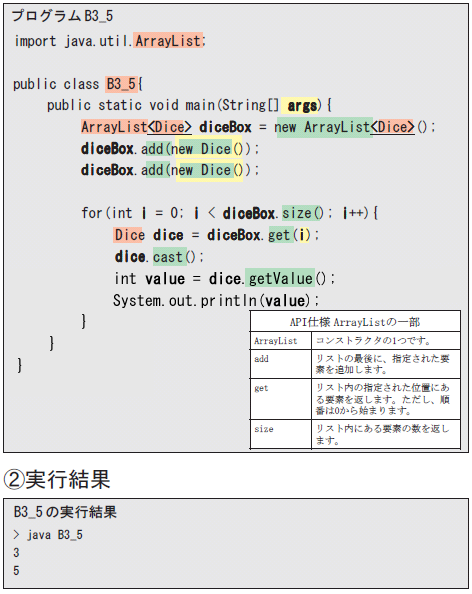 プログラムB3_5
import java.util.ArrayList;
public class B3_5{
public static void main(String[] args){
ArrayList<Dice> diceBox = new ArrayList<Dice>();
diceBox.add(new Dice());
diceBox.add(new Dice());
for(int i = 0; i < diceBox.size(); i++){
Dice dice = diceBox.get(i);
dice.cast();
int value = dice.getValue();
System.out.println(value);
}
}
}
API仕様 ArrayListの一部
ArrayList コンストラクタの1つです。
add リストの最後に、指定された要
素を追加します。
get リスト内の指定された位置にあ
る要素を返します。ただし、順
番は0から始まります。
size リスト内にある要素の数を返し
ます。
②実行結果
B3_5の実行結果
> java B3_5
3
5